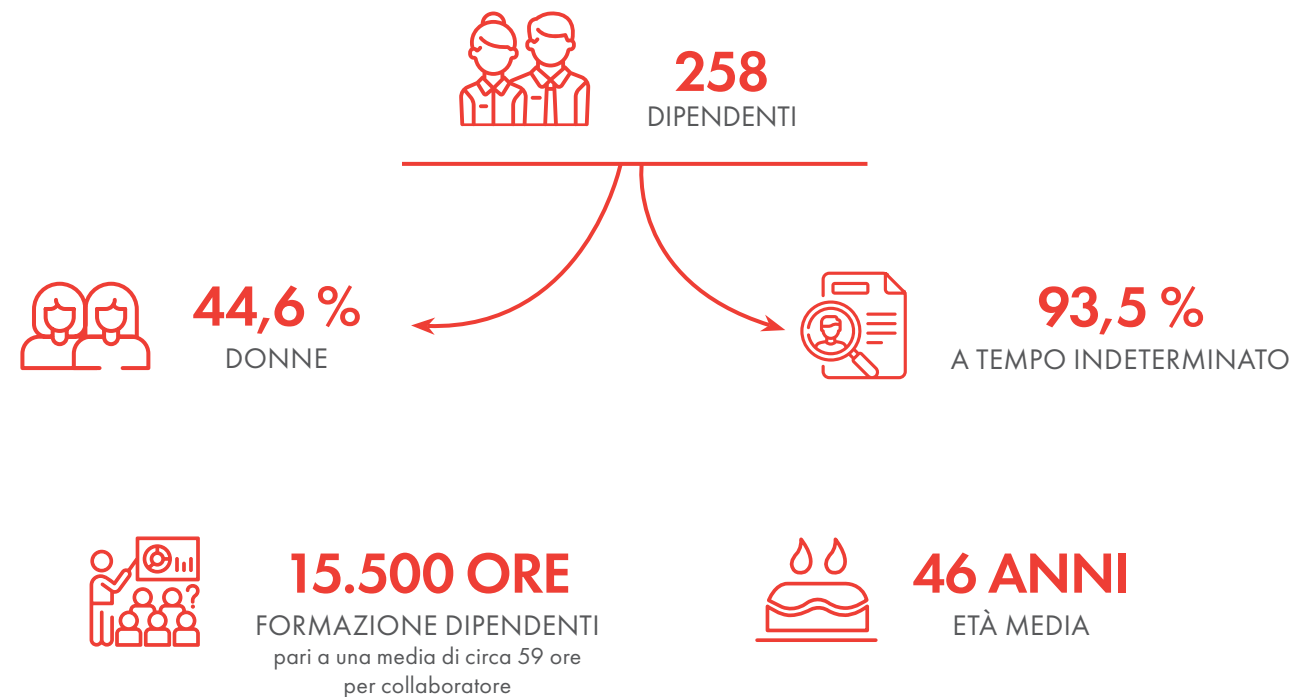 258
DIPENDENTI
44,6 %
DONNE
93,5 %
A TEMPO INDETERMINATO
15.500 ORE
FORMAZIONE DIPENDENTI
pari a una media di circa 59 ore
per collaboratore
46 ANNI
ETÀ MEDIA
?